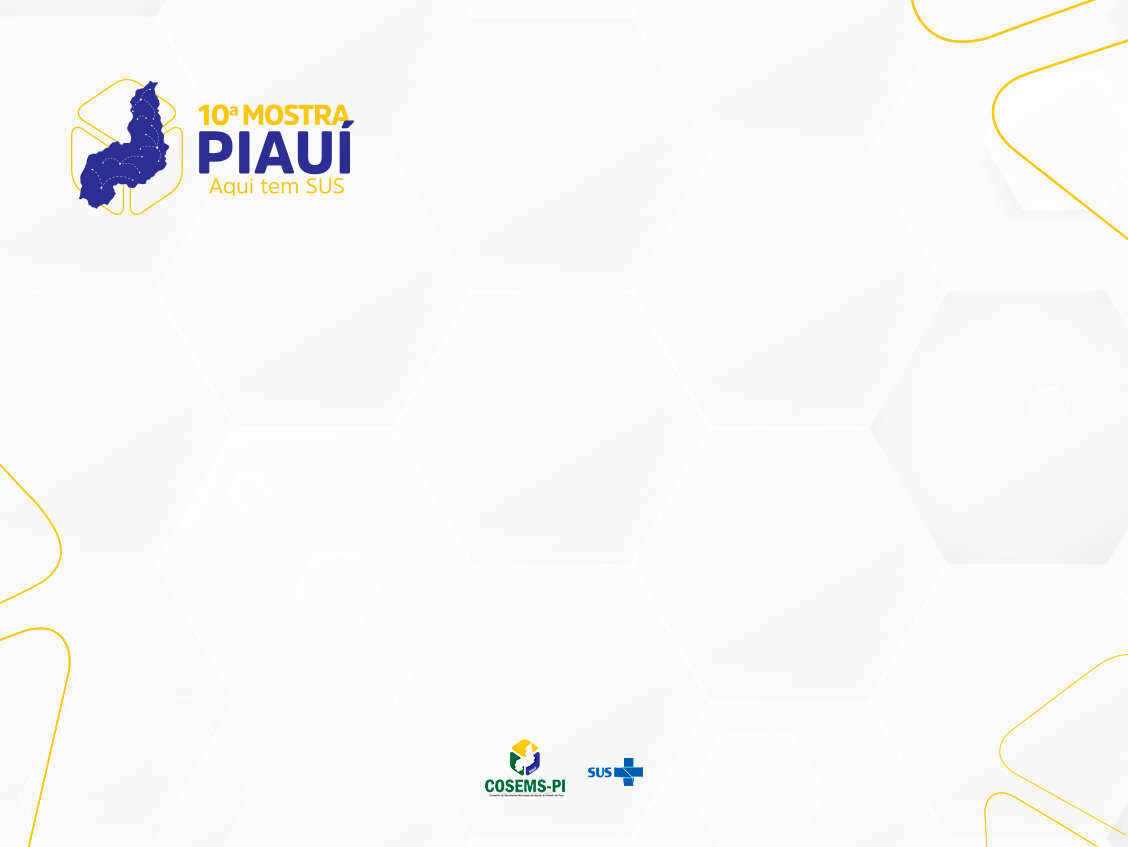 10ª MOSTRA
PIAUÍ
Aqui tem SUS
COSEMS-PI
SUS